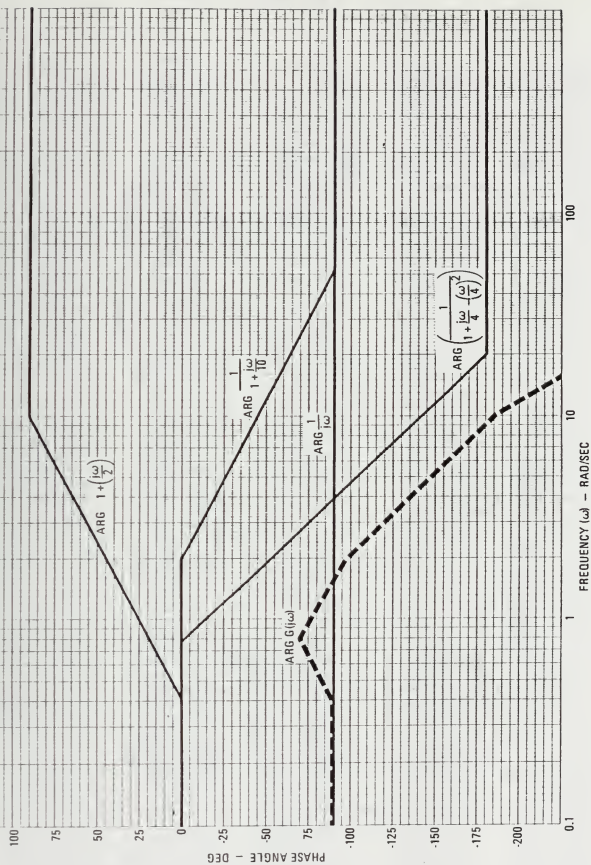 100
75
50
25
0
-25
-50
75
-100
-125
-150
-175
-200
PHASE ANGLE – DEG
ARG 1+(jω/2)
ARG 1/(1 + jω/10)
ARG 1/jω
ARG (1/(1 + jω/4 – (ω/4)²))
ARG G(jω)
0.1
1
10
100
FREQUENCY (ω) – RAD/SEC